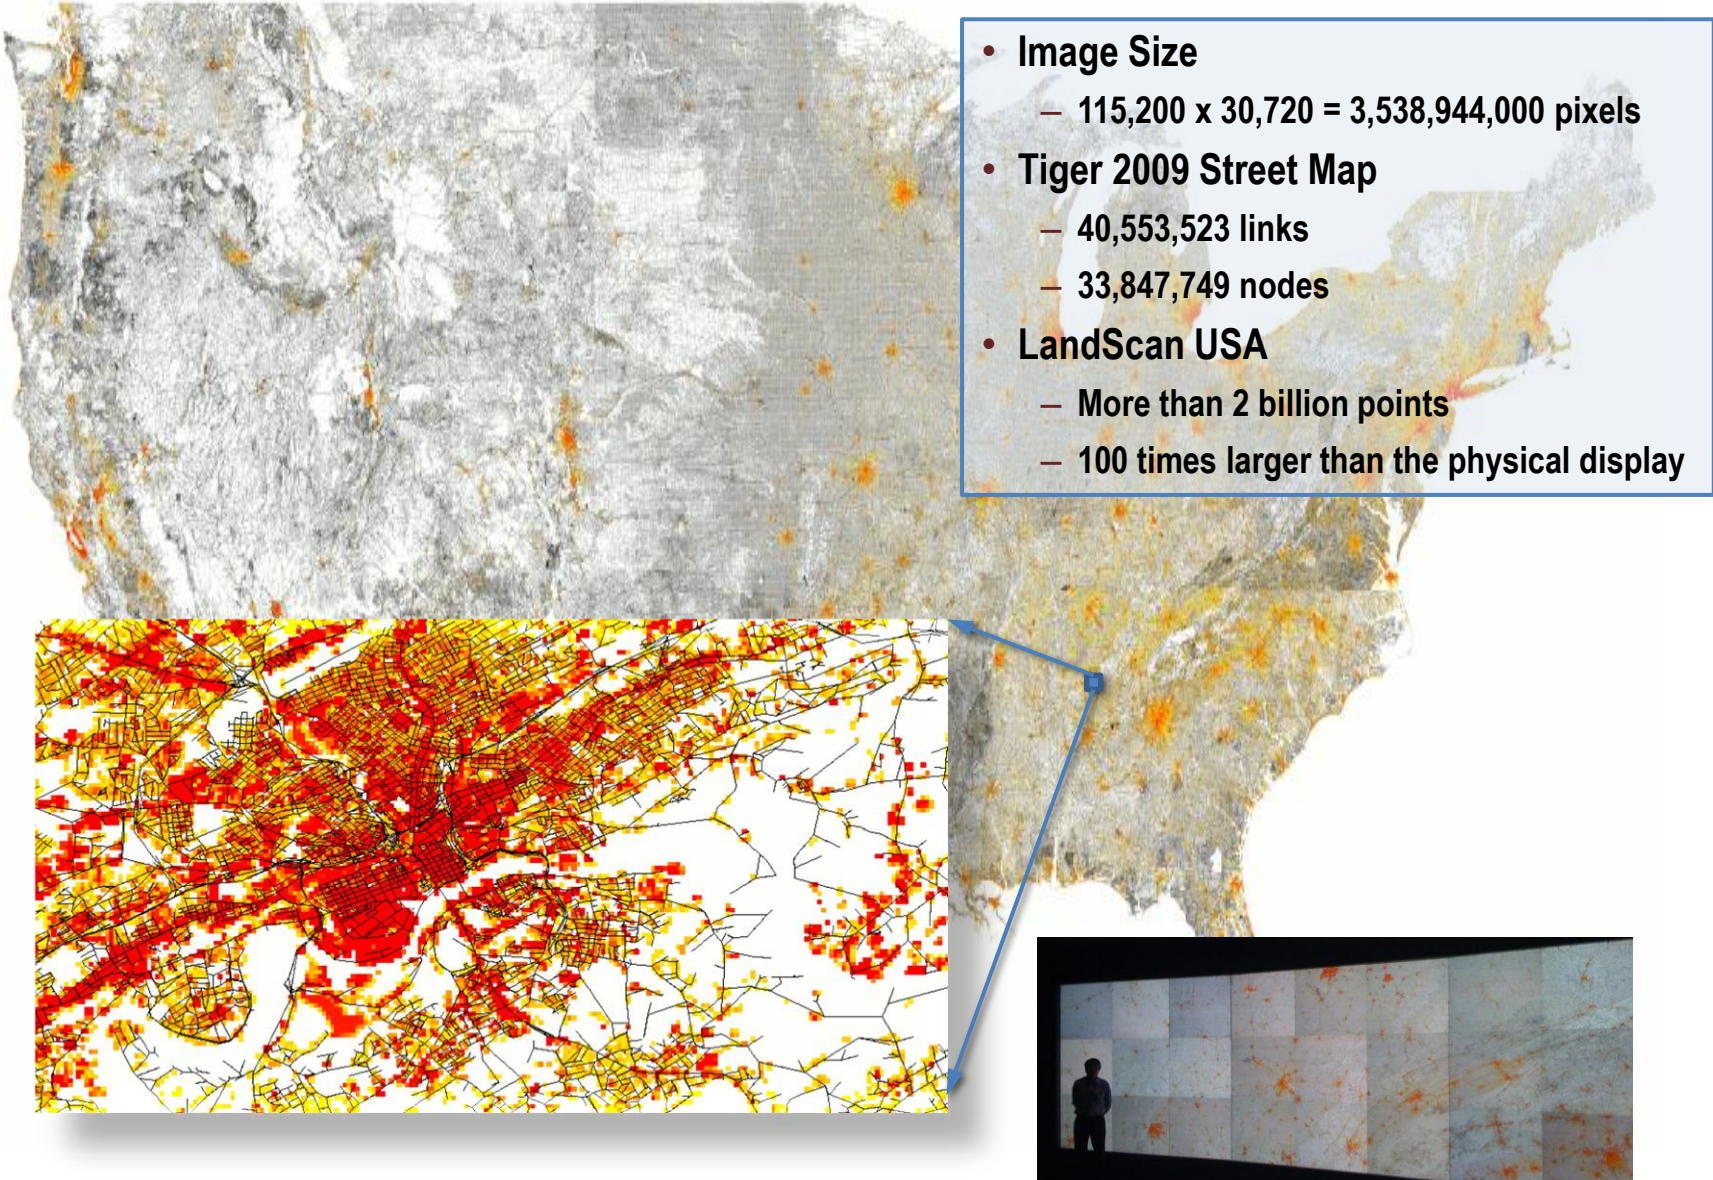 • Image Size
– 115,200 x 30,720 = 3,538,944,000 pixels
• Tiger 2009 Street Map
– 40,553,523 links
– 33,847,749 nodes
• LandScan USA
– More than 2 billion points
– 100 times larger than the physical display